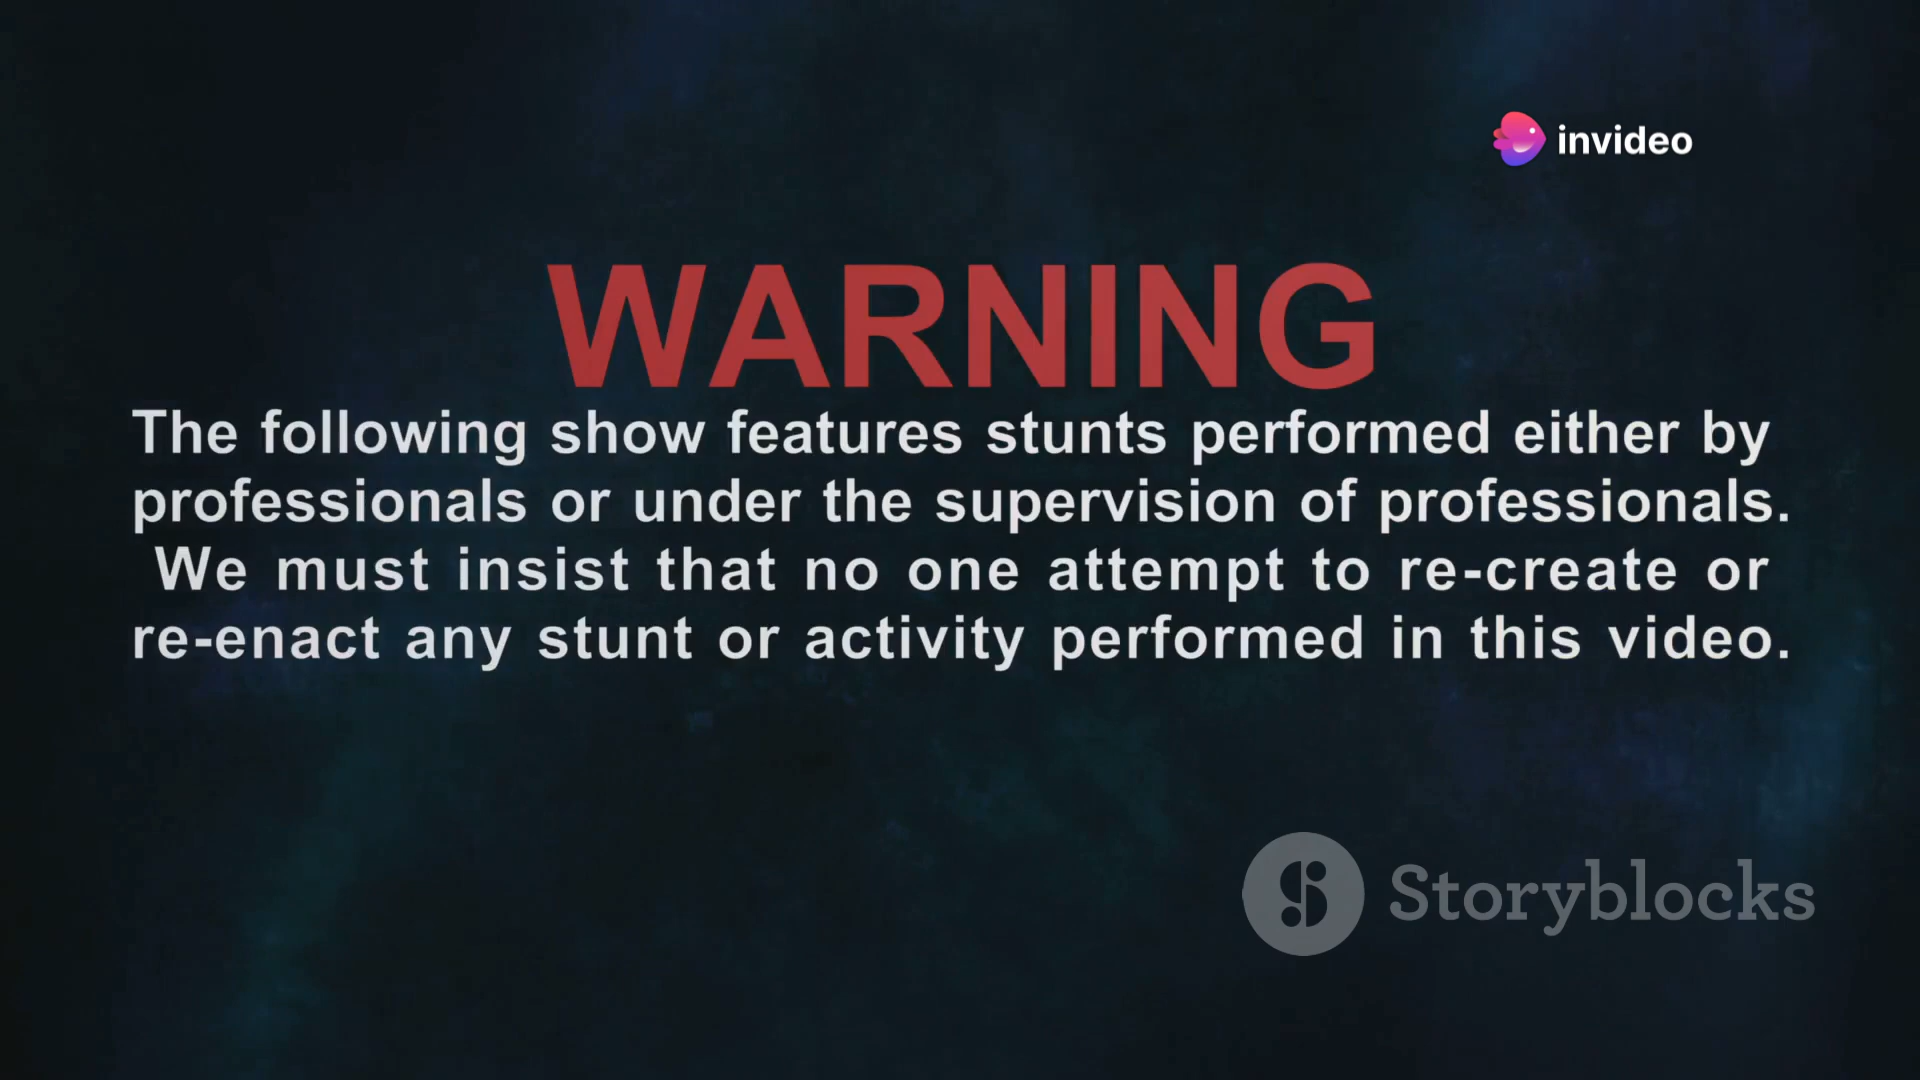 invideo
WARNING
The following show features stunts performed either by
professionals or under the supervision of professionals.
We must insist that no one attempt to re-create or
re-enact any stunt or activity performed in this video.
Storyblocks